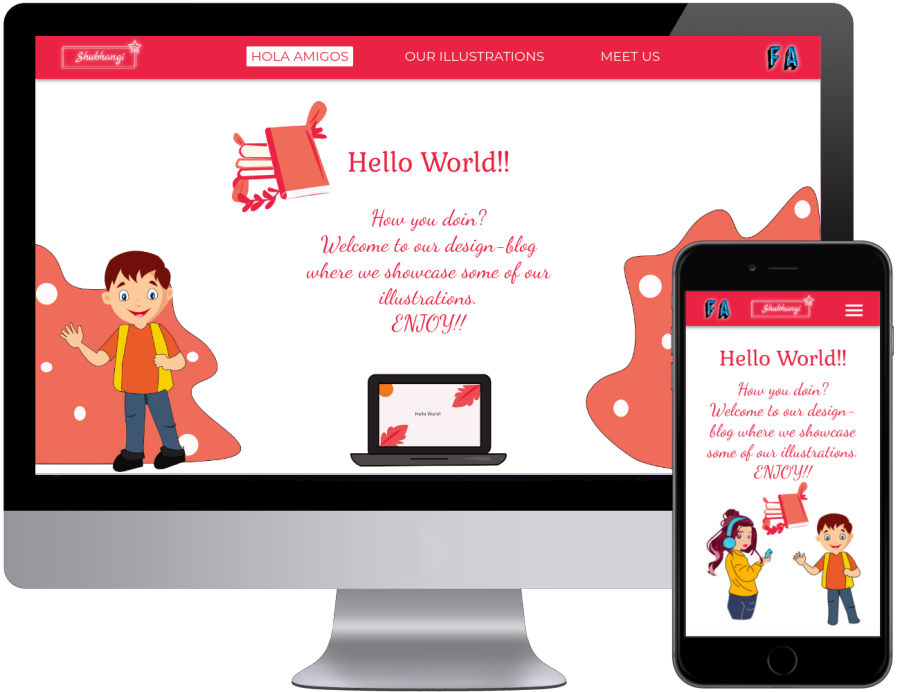 Shubhangi
HOLA AMIGOS
OUR ILLUSTRATIONS
MEET US
FA
Hello World!!
How you doin?
Welcome to our design-blog
where we showcase some of our
illustrations.
ENJOY!!
Hello World!
FA
Shubhangi
Hello World!!
How you doin?
Welcome to our design-
blog where we showcase
some of our illustrations.
ENJOY!!